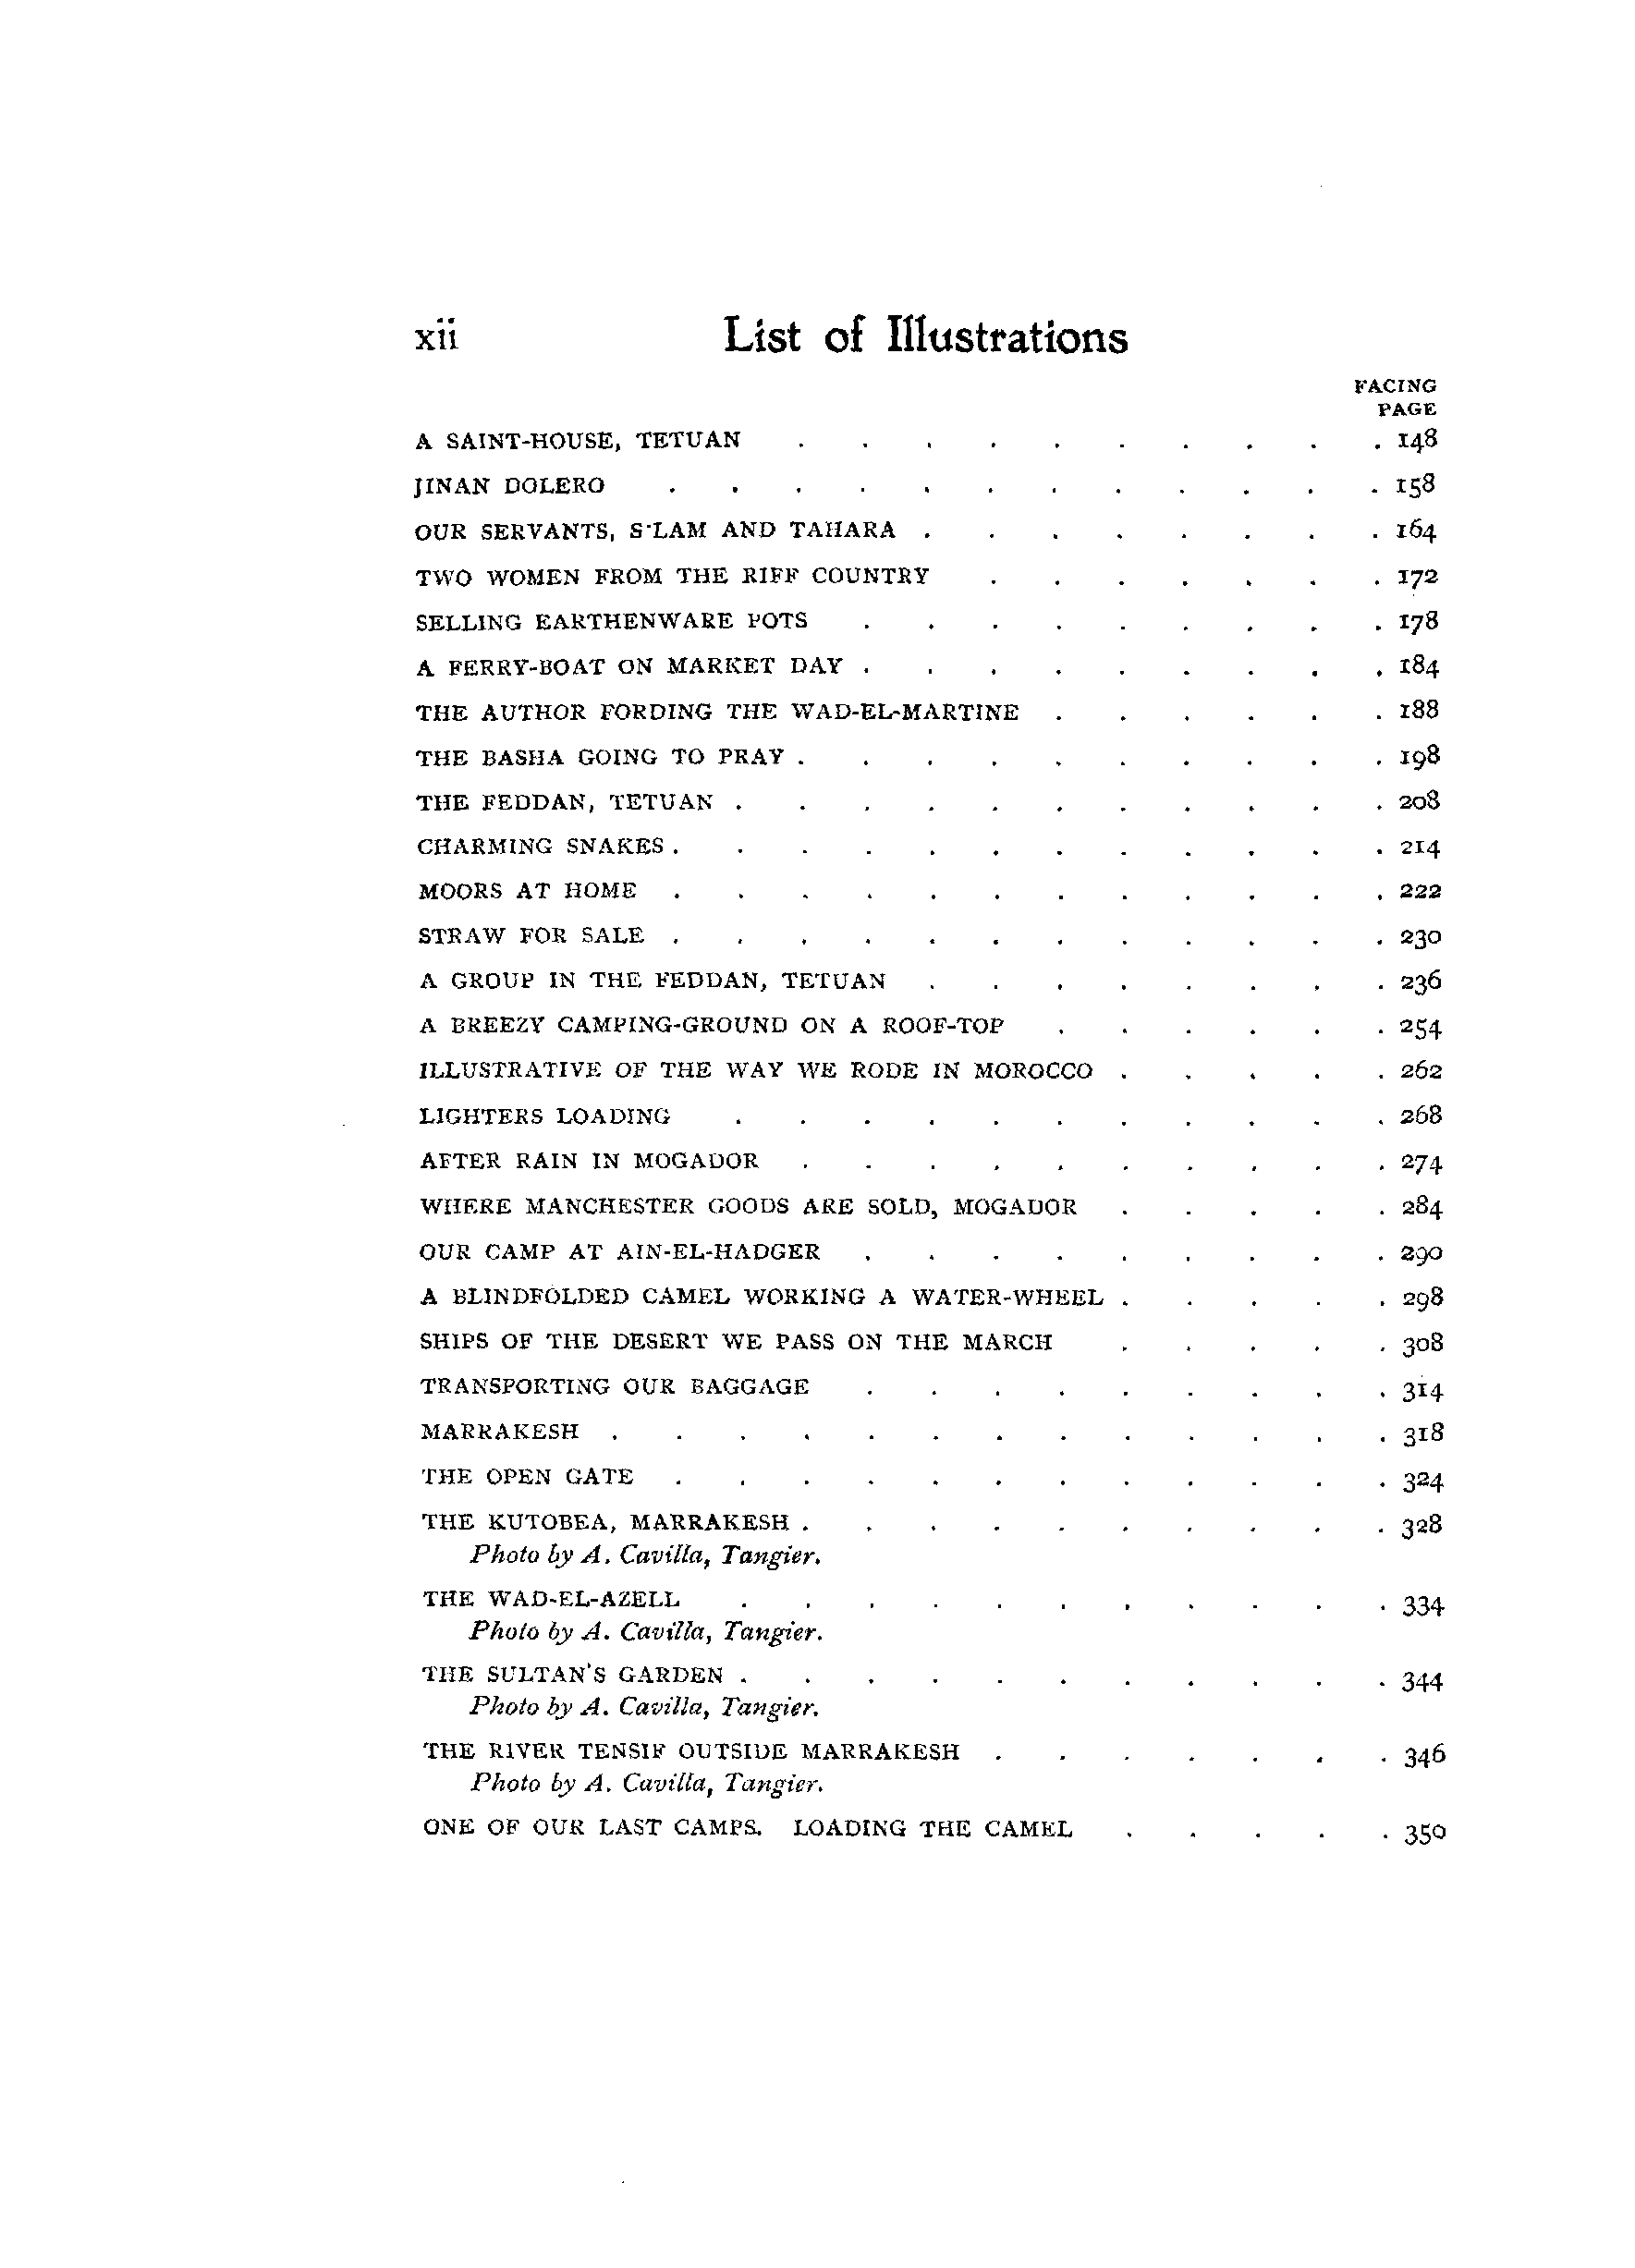 xii List of Illustrations
FACING
PAGE
A SAINT-HOUSE, TETUAN . . . . . . . . . . 148
JINAN DOLERO . . . . . . . . . . . . 158
OUR SERVANTS, S'LAM AND TAHARA . . . . . . . . 164
TWO WOMEN FROM THE RIFF COUNTRY . . . . . . . 172
SELLING EARTHENWARE POTS . . . . . . . . . 178
A FERRY-BOAT ON MARKET DAY . . . . . . . . . 184
THE AUTHOR FORDING THE WAD-EL-MARTINE . . . . . . 188
THE BASHA GOING TO PRAY . . . . . . . . . . 198
THE FEDDAN, TETUAN . . . . . . . . . . . 208
CHARMING SNAKES . . . . . . . . . . . . 214
MOORS AT HOME . . . . . . . . . . . . 222
STRAW FOR SALE . . . . . . . . . . . . 230
A GROUP IN THE FEDDAN, TETUAN . . . . . . . . 236
A BREEZY CAMPING-GROUND ON A ROOF-TOP . . . . . . 254
ILLUSTRATIVE OF THE WAY WE RODE IN MOROCCO . . . . . 262
LIGHTERS LOADING . . . . . . . . . . . 268
AFTER RAIN IN MOGADOR . . . . . . . . . . 274
WHERE MANCHESTER GOODS ARE SOLD, MOGADOR . . . . . 284
OUR CAMP AT AIN-EL-HADGER . . . . . . . . . 290
A BLINDFOLDED CAMEL WORKING A WATER-WHEEL . . . . . 298
SHIPS OF THE DESERT WE PASS ON THE MARCH . . . . . 308
TRANSPORTING OUR BAGGAGE . . . . . . . . . 314
MARRAKESH . . . . . . . . . . . . . 318
THE OPEN GATE . . . . . . . . . . . . 324
THE KUTOBEA, MARRAKESH . . . . . . . . . . 328
Photo by A. Cavilla, Tangier.
THE WAD-EL-AZELL . . . . . . . . . . . 334
Photo by A. Cavilla, Tangier.
THE SULTAN'S GARDEN . . . . . . . . . . . 344
Photo by A. Cavilla, Tangier.
THE RIVER TENSIF OUTSIDE MARRAKESH . . . . . . . 346
Photo by A. Cavilla, Tangier.
ONE OF OUR LAST CAMPS. LOADING THE CAMEL . . . . . 350